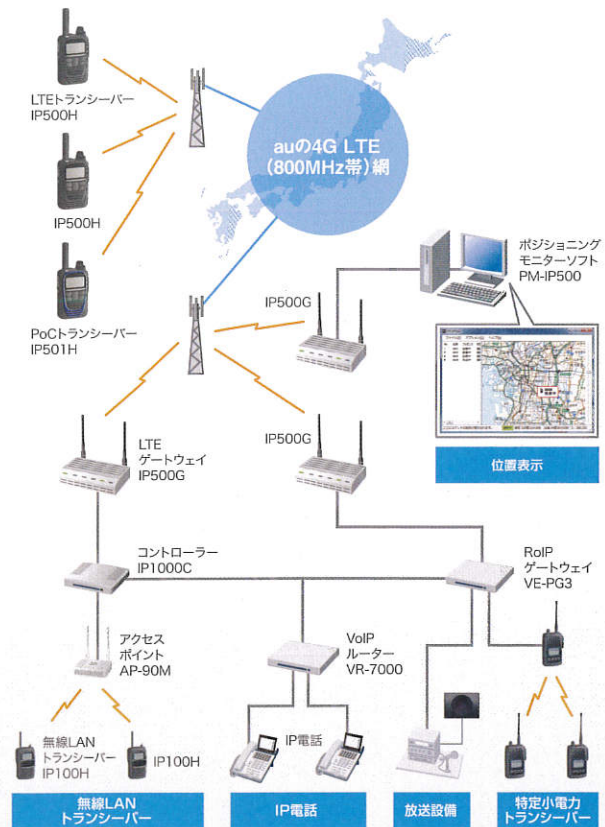 LTEトランシーバー
IP500H
IP500H
PoCトランシーバー
IP501H
auの4G LTE
(800MHz帯)網
ポジショニング
モニターソフト
PM-IP500
IP500G
位置表示
LTE
ゲートウェイ
IP500G
IP500G
コントローラー
IP1000C
RoIP
ゲートウェイ
VE-PG3
アクセス
ポイント
AP-90M
VoIP
ルーター
VR-7000
無線LAN
トランシーバー
IP100H
IP100H
IP電話
無線LAN
トランシーバー
IP電話
放送設備
特定小電力
トランシーバー